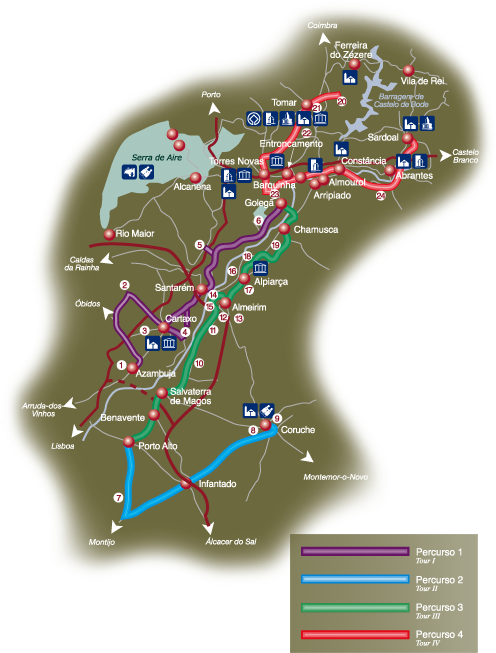 Coimbra
Ferreira
do Zêzere
Vila de Rei
Porto
Tomar
21
20
Barragem de
Castelo de Bode
22
Sardoal
Entroncamento
Serra de Aire
Torres Novas
Constância
Castelo
Branco
Alcanena
Barquinha
Almourol
Abrantes
23
24
Arripiado
Golegã
6
Rio Maior
Chamusca
5
19
Caldas
da Rainha
18
16
Alpiarça
2
Santarém
17
14
Óbidos
15
Almeirim
Cartaxo
12
13
3
4
11
1
10
Azambuja
Salvaterra
de Magos
Arruda-dos-
Vinhos
Benavente
9
8
Coruche
Lisboa
Porto Alto
Montemor-o-Novo
Infantado
7
Montijo
Álcacer do Sal
Percurso 1
Tour I
Percurso 2
Tour II
Percurso 3
Tour III
Percurso 4
Tour IV